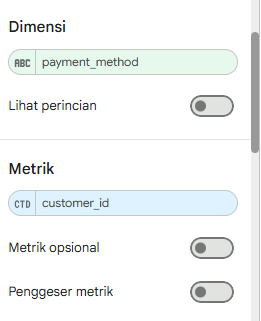 Dimensi
ABC payment_method
Lihat perincian
Metrik
CTD customer_id
Metrik opsional
Penggeser metrik